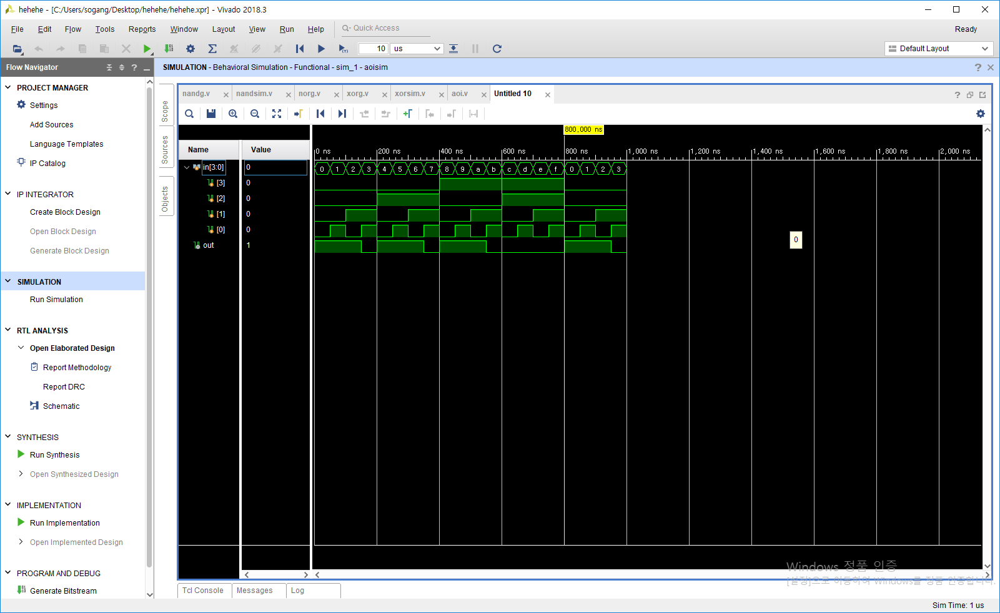 hehehe - [C:/Users/sogang/Desktop/hehehe/hehehe.xpr] - Vivado 2018.3
File Edit Flow Tools Reports Window Layout View Run Help Quick Access Ready
10 us Default Layout
Flow Navigator
SIMULATION - Behavioral Simulation - Functional - sim_1 - aoisim
PROJECT MANAGER
Settings
Add Sources
Language Templates
IP Catalog
IP INTEGRATOR
Create Block Design
Open Block Design
Generate Block Design
SIMULATION
Run Simulation
RTL ANALYSIS
Open Elaborated Design
Report Methodology
Report DRC
Schematic
SYNTHESIS
Run Synthesis
Open Synthesized Design
IMPLEMENTATION
Run Implementation
Open Implemented Design
PROGRAM AND DEBUG
Generate Bitstream
Scope
Sources
Objects
nandg.v nandsim.v norg.v xorg.v xorsim.v aoi.v Untitled 10
800,000 ns
Name Value
0 ns 200 ns 400 ns 600 ns 800 ns 1,000 ns 1,200 ns 1,400 ns 1,600 ns 1,800 ns 2,000 ns
in[3:0] 0 0 1 2 3 4 5 6 7 8 9 a b c d e f 0 1 2 3
[3] 0
[2] 0
[1] 0
[0] 0
out 1
0
Windows 정품 인증
[설정]으로 이동하여 Windows를 정품 인증합니다.
Tcl Console Messages Log
Sim Time: 1 us